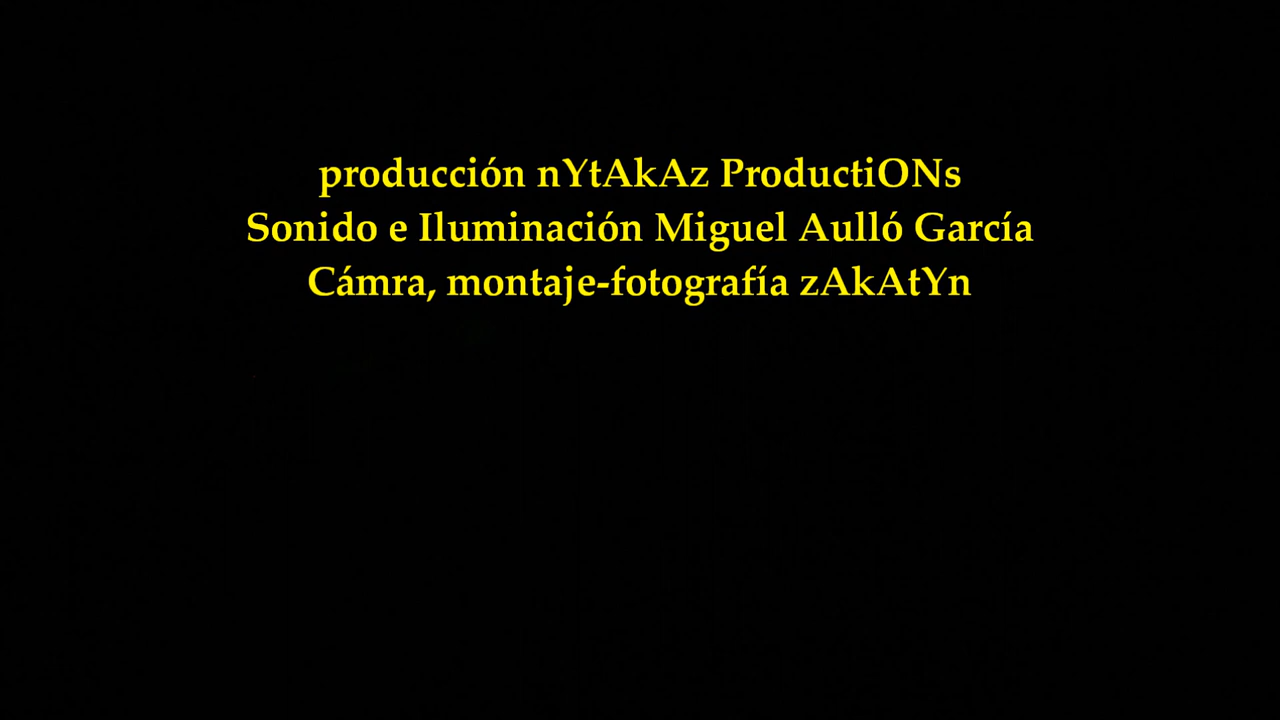 producción nYtAkAz ProductiONs
Sonido e Iluminación Miguel Aulló García
Cámra, montaje-fotografía zAkAtYn